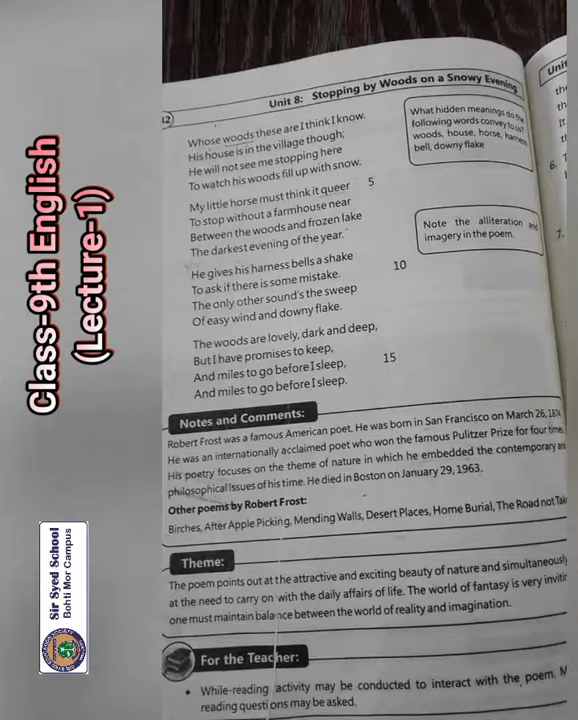 Class-9th English
(Lecture-1)
Sir Syed School
Bohti Mor Campus
Unit 8: Stopping by Woods on a Snowy Evening
Whose woods these are I think I know.
His house is in the village though;
He will not see me stopping here
To watch his woods fill up with snow.
My little horse must think it queer 5
To stop without a farmhouse near
Between the woods and frozen lake
The darkest evening of the year.
He gives his harness bells a shake
To ask if there is some mistake. 10
The only other sound's the sweep
Of easy wind and downy flake.
The woods are lovely, dark and deep,
But I have promises to keep,
And miles to go before I sleep, 15
And miles to go before I sleep.
What hidden meanings do the
following words convey to us?
woods, house, horse, harness
bell, downy flake
Note the alliteration and
imagery in the poem.
Notes and Comments:
Robert Frost was a famous American poet. He was born in San Francisco on March 26, 1874
He was an internationally acclaimed poet who won the famous Pulitzer Prize for four times.
His poetry focuses on the theme of nature in which he embedded the contemporary and
philosophical issues of his time. He died in Boston on January 29, 1963.
Other poems by Robert Frost:
Birches, After Apple Picking, Mending Walls, Desert Places, Home Burial, The Road not Tak
Theme:
The poem points out at the attractive and exciting beauty of nature and simultaneously
at the need to carry on with the daily affairs of life. The world of fantasy is very invitin
one must maintain balance between the world of reality and imagination.
For the Teacher:
• While-reading activity may be conducted to interact with the poem. M
reading questions may be asked.
Unit
6.
7.